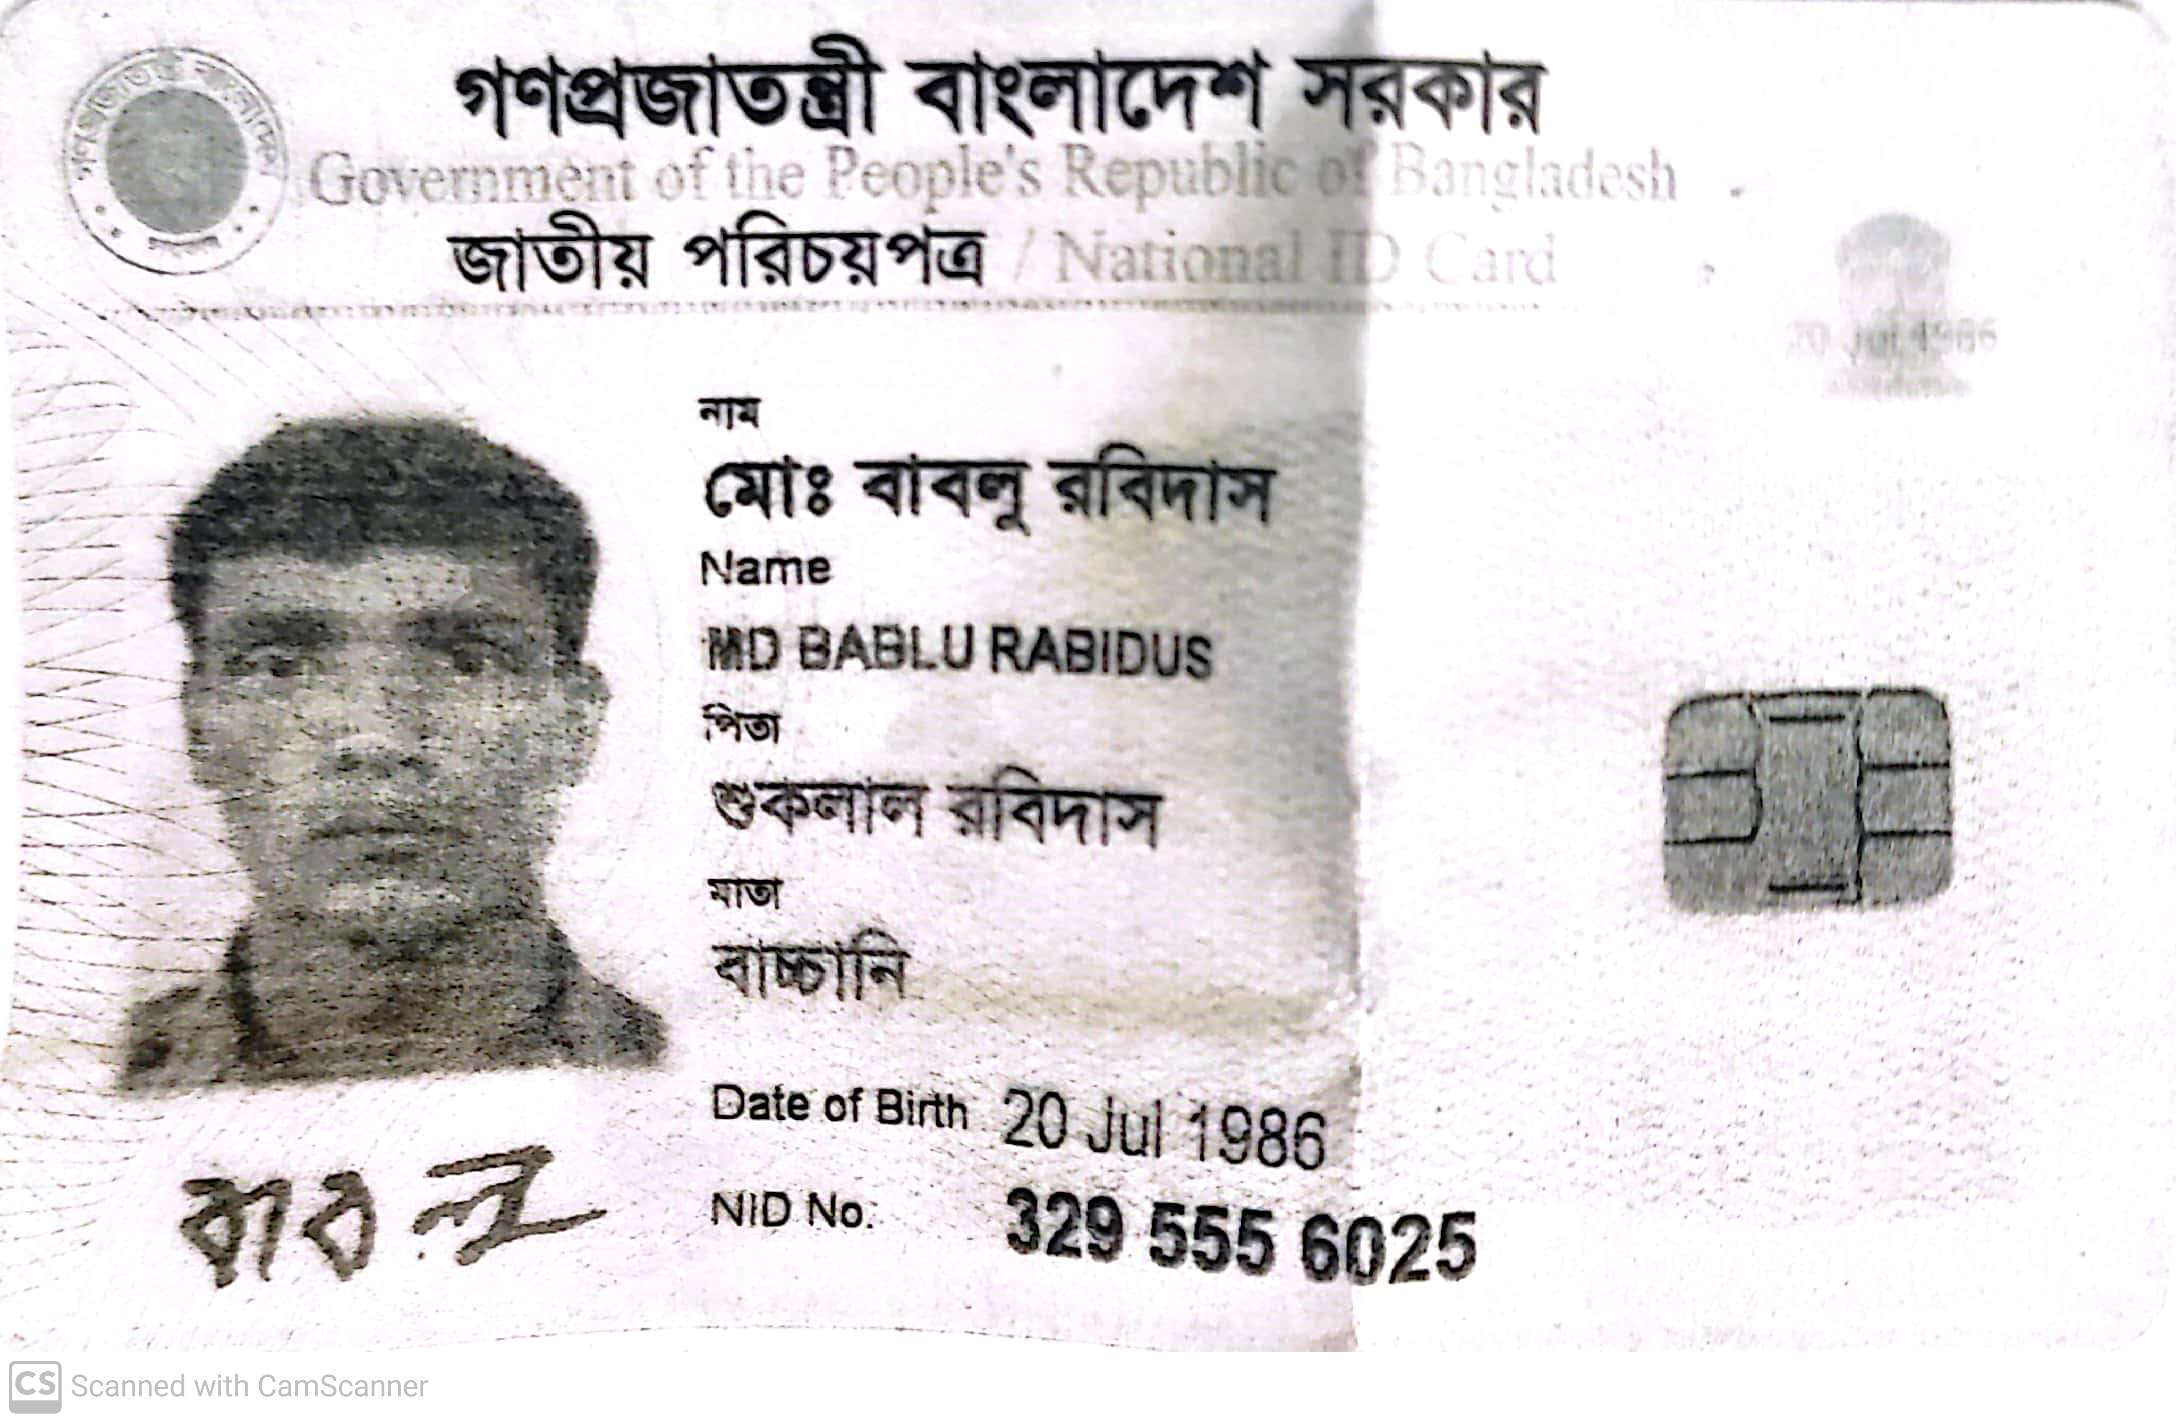 গণপ্রজাতন্ত্রী বাংলাদেশ সরকার
Government of the People's Republic of Bangladesh
জাতীয় পরিচয়পত্র / National ID Card
20 Jul 1986
নাম
মোঃ বাবলু রবিদাস
Name
MD BABLU RABIDUS
পিতা
শুকলাল রবিদাস
মাতা
বাচ্চানি
Date of Birth 20 Jul 1986
NID No. 329 555 6025
বাবলু
CS Scanned with CamScanner